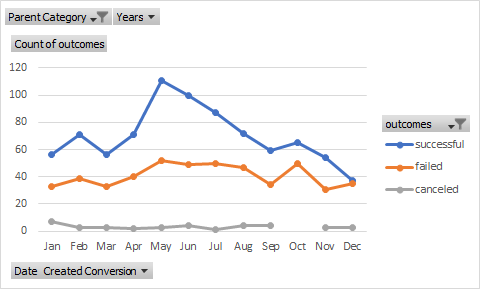 Parent Category Years
Count of outcomes
120
100
80
60
40
20
0
Jan Feb Mar Apr May Jun Jul Aug Sep Oct Nov Dec
outcomes
successful
failed
canceled
Date Created Conversion